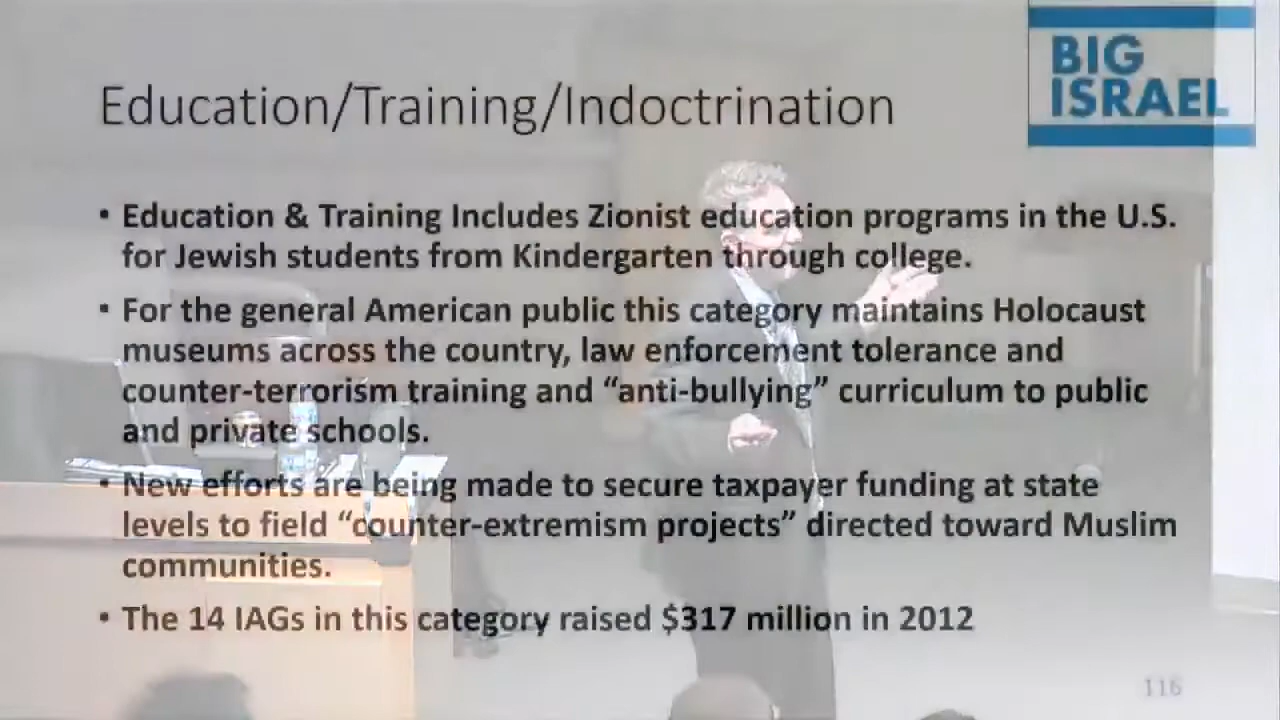 BIG
ISRAEL
Education/Training/Indoctrination
• Education & Training Includes Zionist education programs in the U.S.
for Jewish students from Kindergarten through college.
• For the general American public this category maintains Holocaust
museums across the country, law enforcement tolerance and
counter-terrorism training and “anti-bullying” curriculum to public
and private schools.
• New efforts are being made to secure taxpayer funding at state
levels to field “counter-extremism projects” directed toward Muslim
communities.
• The 14 IAGs in this category raised $317 million in 2012
116